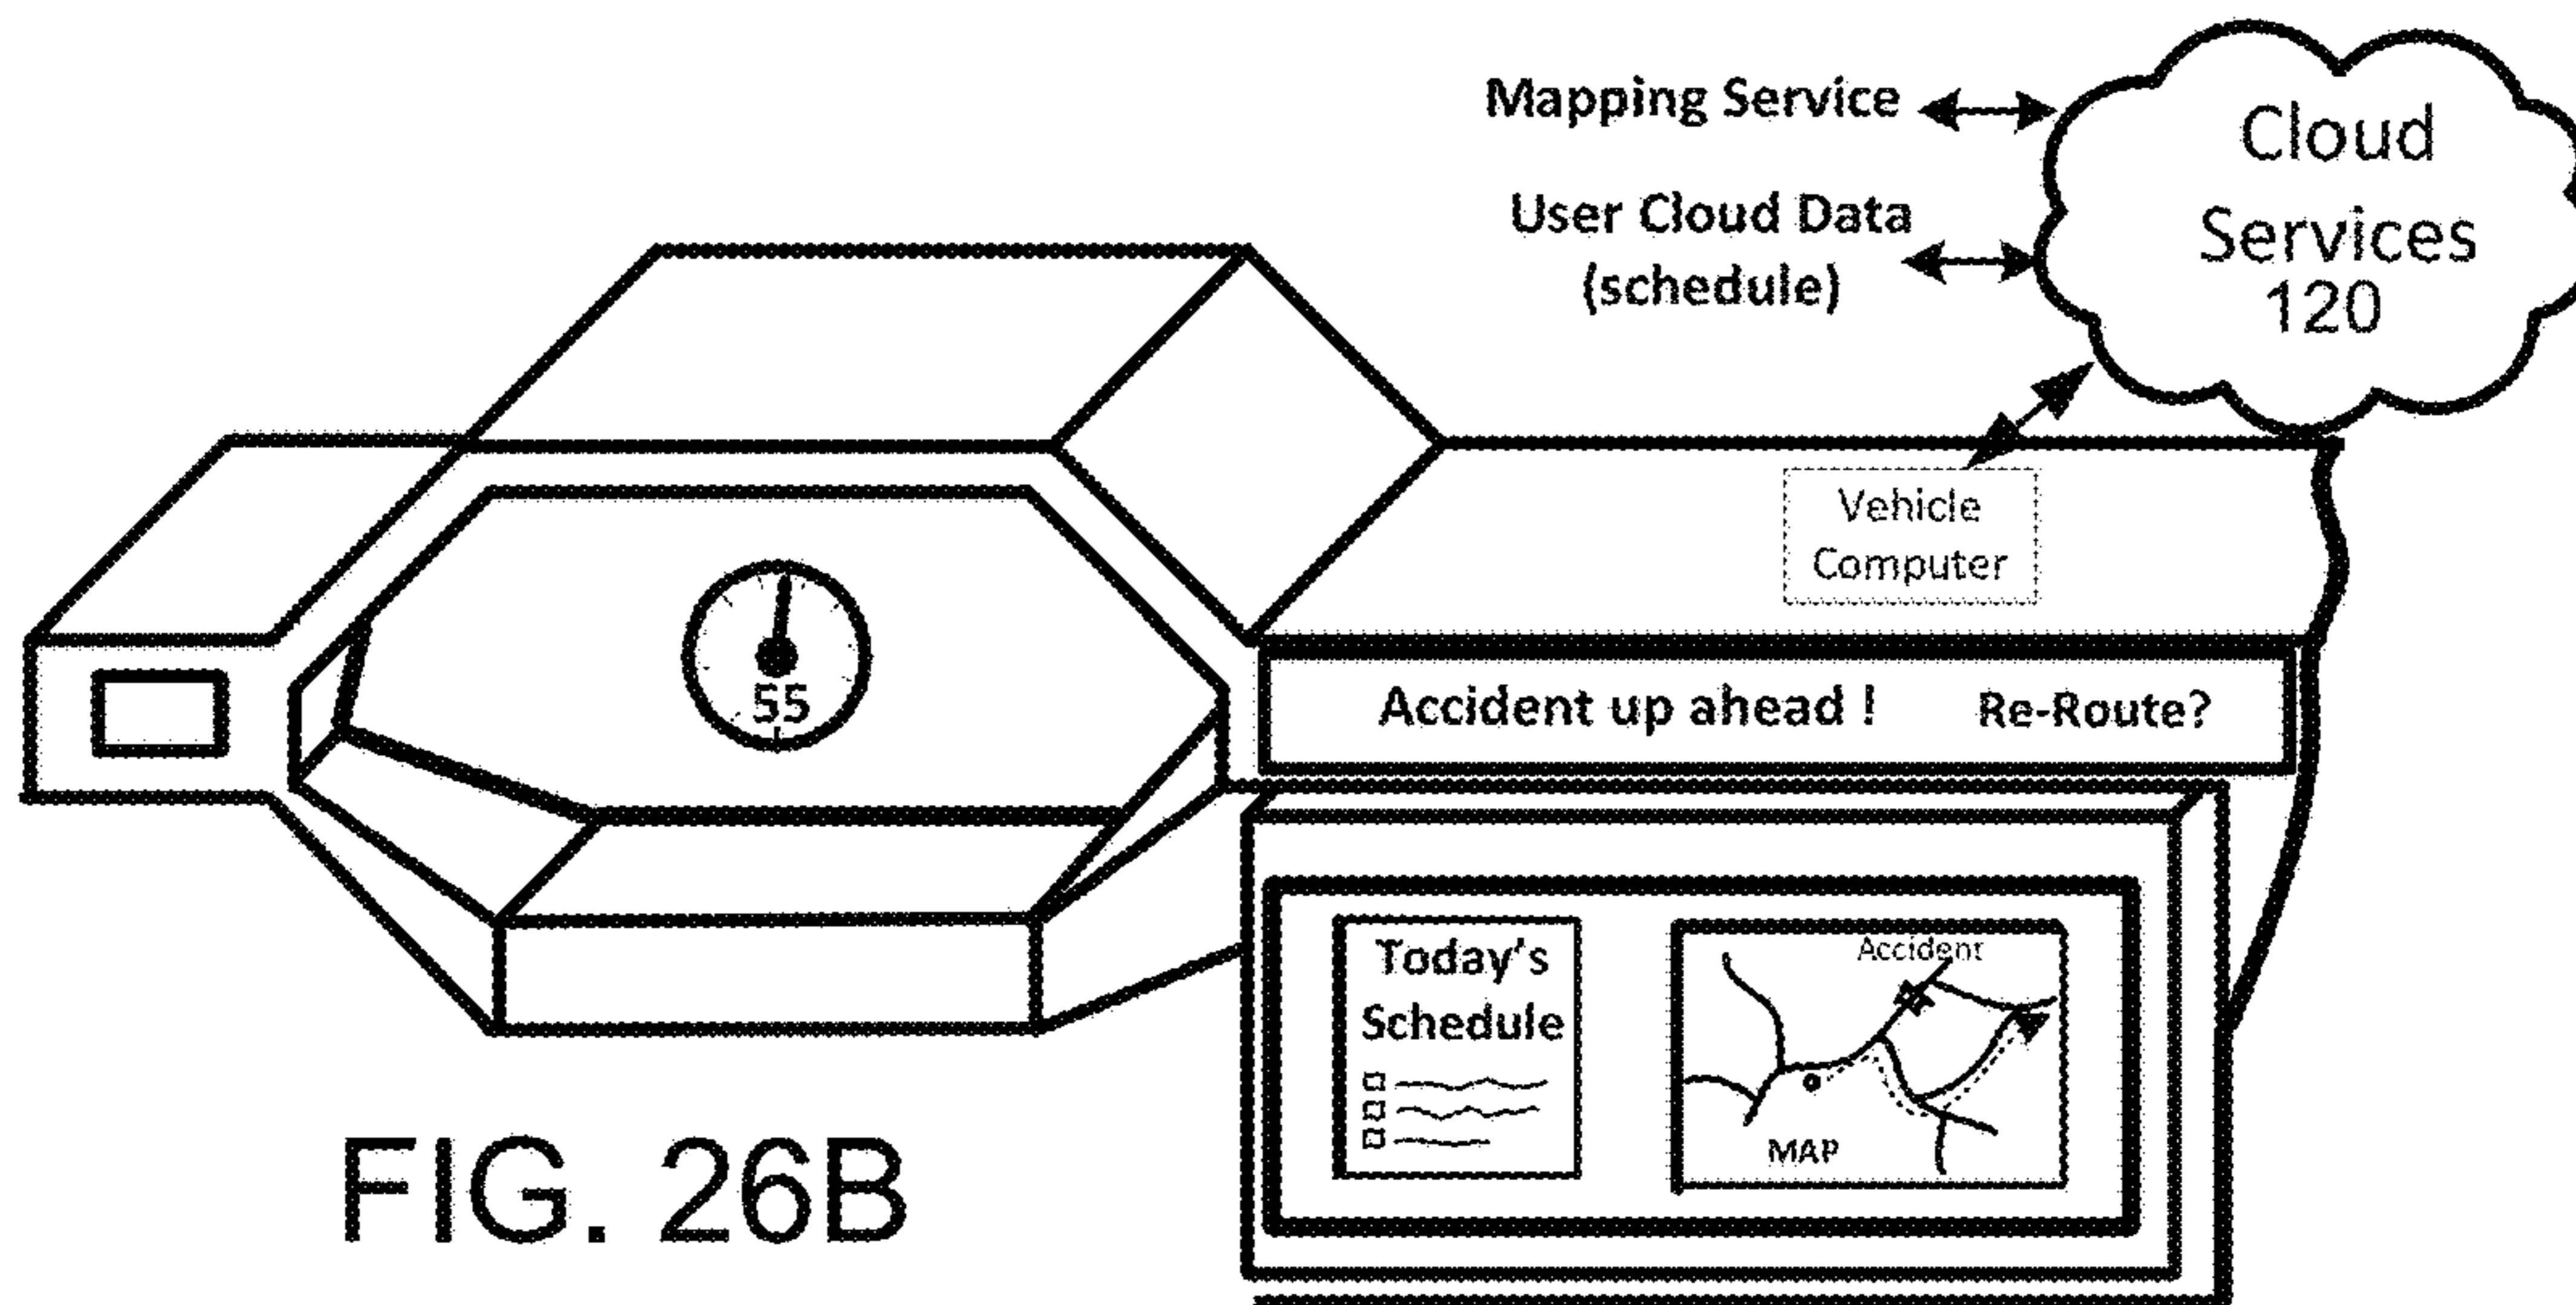 Mapping Service
User Cloud Data
(schedule)
Cloud
Services
120
Vehicle
Computer
55
Accident up ahead ! Re-Route?
Today's
Schedule
Accident
MAP
FIG. 26B